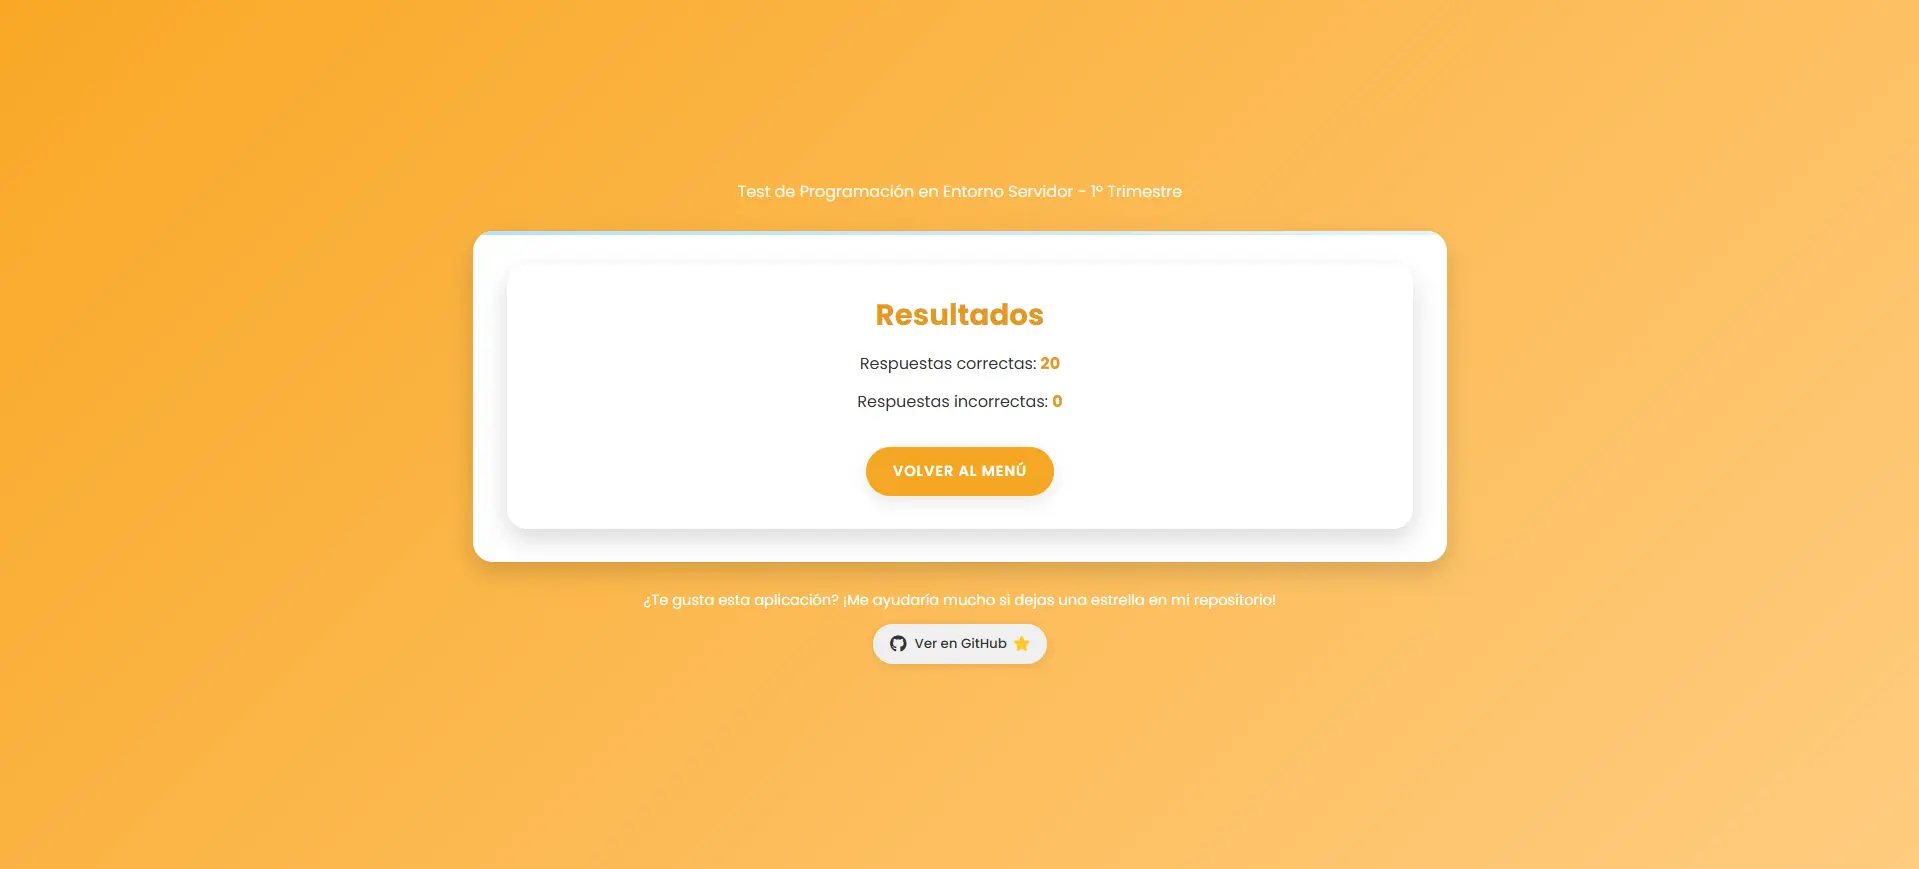 Test de Programación en Entorno Servidor - 1º Trimestre
Resultados
Respuestas correctas: 20
Respuestas incorrectas: 0
VOLVER AL MENÚ
¿Te gusta esta aplicación? ¡Me ayudaría mucho si dejas una estrella en mi repositorio!
Ver en GitHub